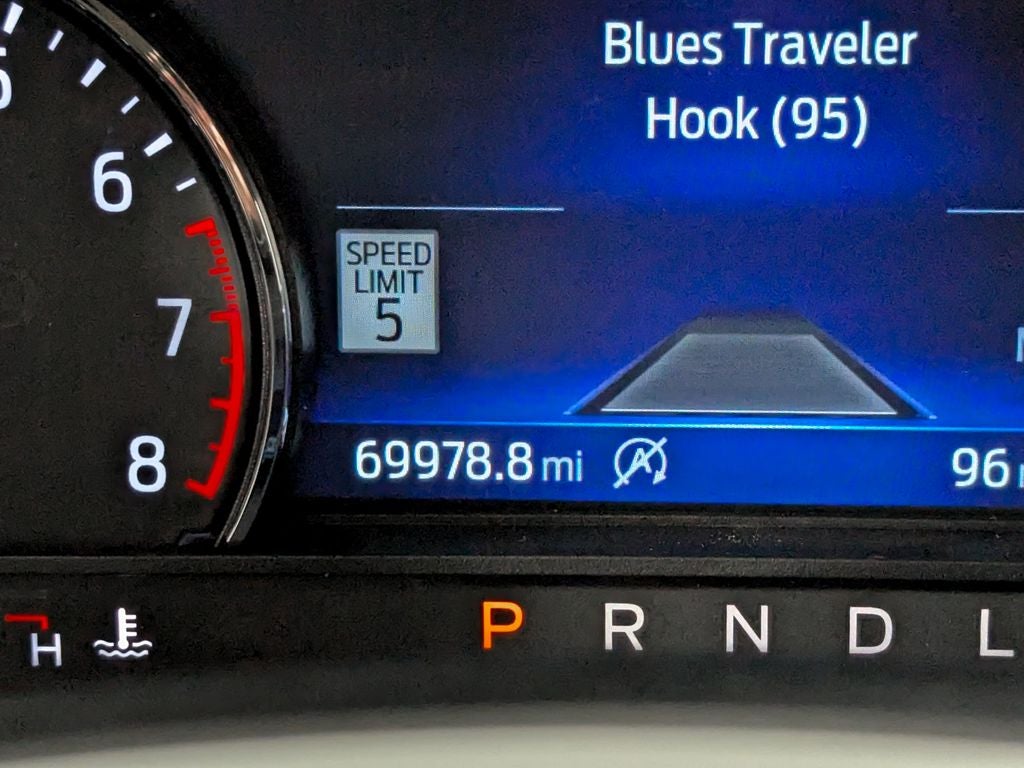 Blues Traveler
Hook (95)
6
SPEED
LIMIT
5
7
8
69978.8 mi
A
96
H
P R N D L